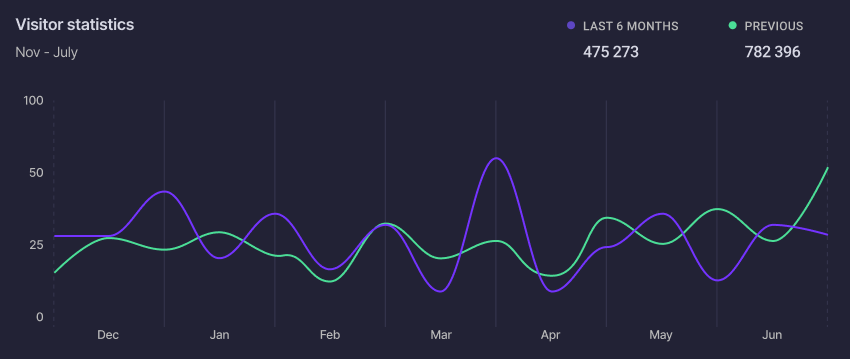 Visitor statistics
Nov - July
LAST 6 MONTHS
475 273
PREVIOUS
782 396
100
50
25
0
Dec Jan Feb Mar Apr May Jun